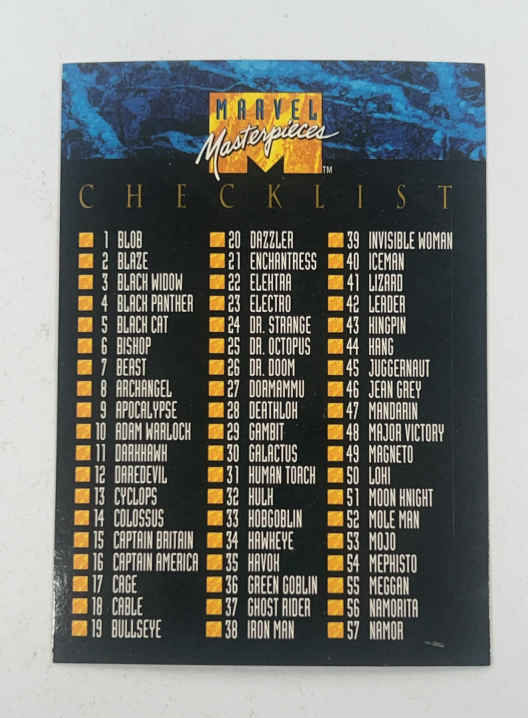 MARVEL
Masterpieces
TM
CHECKLIST
1 BLOB
2 BLAZE
3 BLACK WIDOW
4 BLACK PANTHER
5 BLACK CAT
6 BISHOP
7 BEAST
8 ARCHANGEL
9 APOCALYPSE
10 ADAM WARLOCK
11 DARKHAWK
12 DAREDEVIL
13 CYCLOPS
14 COLOSSUS
15 CAPTAIN BRITAIN
16 CAPTAIN AMERICA
17 CAGE
18 CABLE
19 BULLSEYE
20 DAZZLER
21 ENCHANTRESS
22 ELEKTRA
23 ELECTRO
24 DR. STRANGE
25 DR. OCTOPUS
26 DR. DOOM
27 DORMAMMU
28 DEATHLOK
29 GAMBIT
30 GALACTUS
31 HUMAN TORCH
32 HULK
33 HOBGOBLIN
34 HAWKEYE
35 HAVOK
36 GREEN GOBLIN
37 GHOST RIDER
38 IRON MAN
39 INVISIBLE WOMAN
40 ICEMAN
41 LIZARD
42 LEADER
43 KINGPIN
44 KANG
45 JUGGERNAUT
46 JEAN GREY
47 MANDARIN
48 MAJOR VICTORY
49 MAGNETO
50 LOKI
51 MOON KNIGHT
52 MOLE MAN
53 MOJO
54 MEPHISTO
55 MEGGAN
56 NAMORITA
57 NAMOR